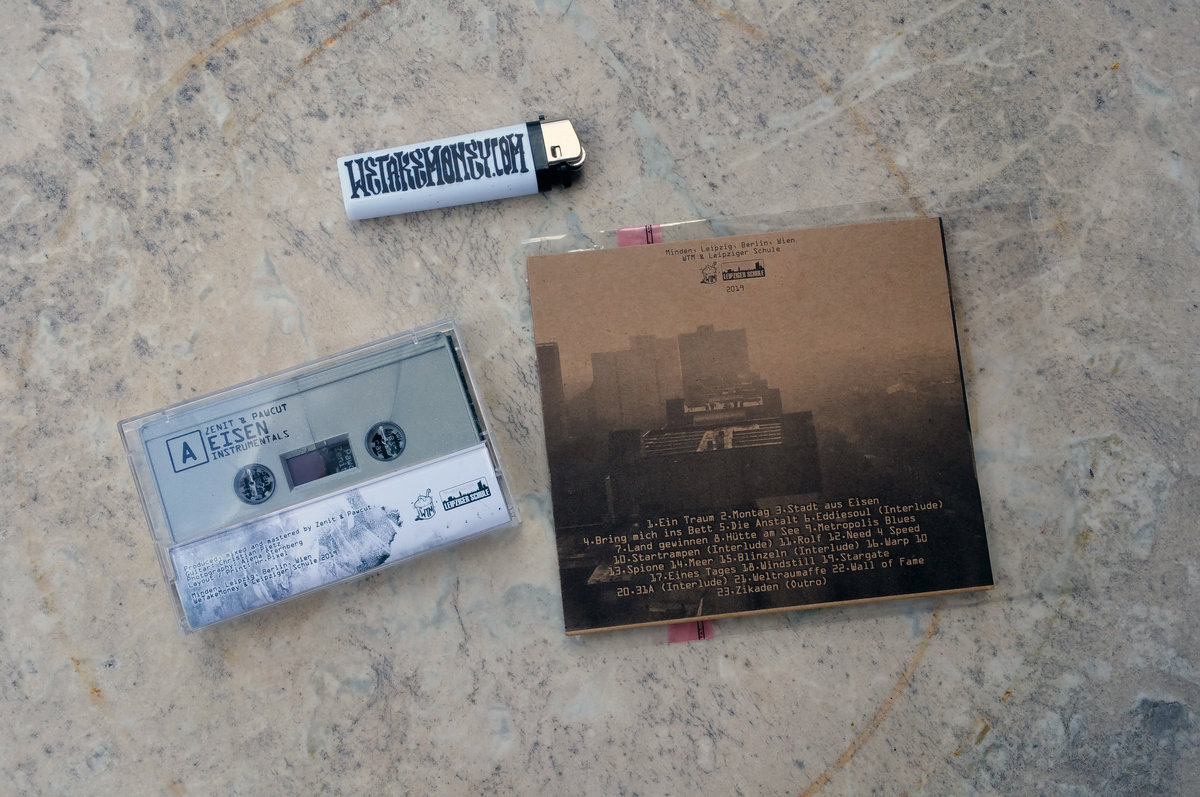 WETAKEMONEY.COM
Minden, Leipzig, Berlin, Wien
WTM & Leipziger Schule
WTM
LEIPZIGER SCHULE
2019
1.Ein Traum 2.Montag 3.Stadt aus Eisen
4.Bring mich ins Bett 5.Die Anstalt 6.Eddiesoul (Interlude)
7.Land gewinnen 8.Hütte am See 9.Metropolis Blues
10.Startrampen (Interlude) 11.Rolf 12.Need 4 Speed
13.Spione 14.Meer 15.Blinzeln (Interlude) 16.Warp 10
17.Eines Tages 18.Windstill 19.Stargate
20.31A (Interlude) 21.Weltraumaffe 22.Wall of Fame
23.Zikaden (Outro)
A
ZENIT & PAWCUT
EISEN
INSTRUMENTALS
WTM
LEIPZIGER SCHULE
Produced, mixed and mastered by Zenit & Pawcut
Minden, Leipzig, Berlin, Wien
WeTakeMoney & Leipziger Schule 2019